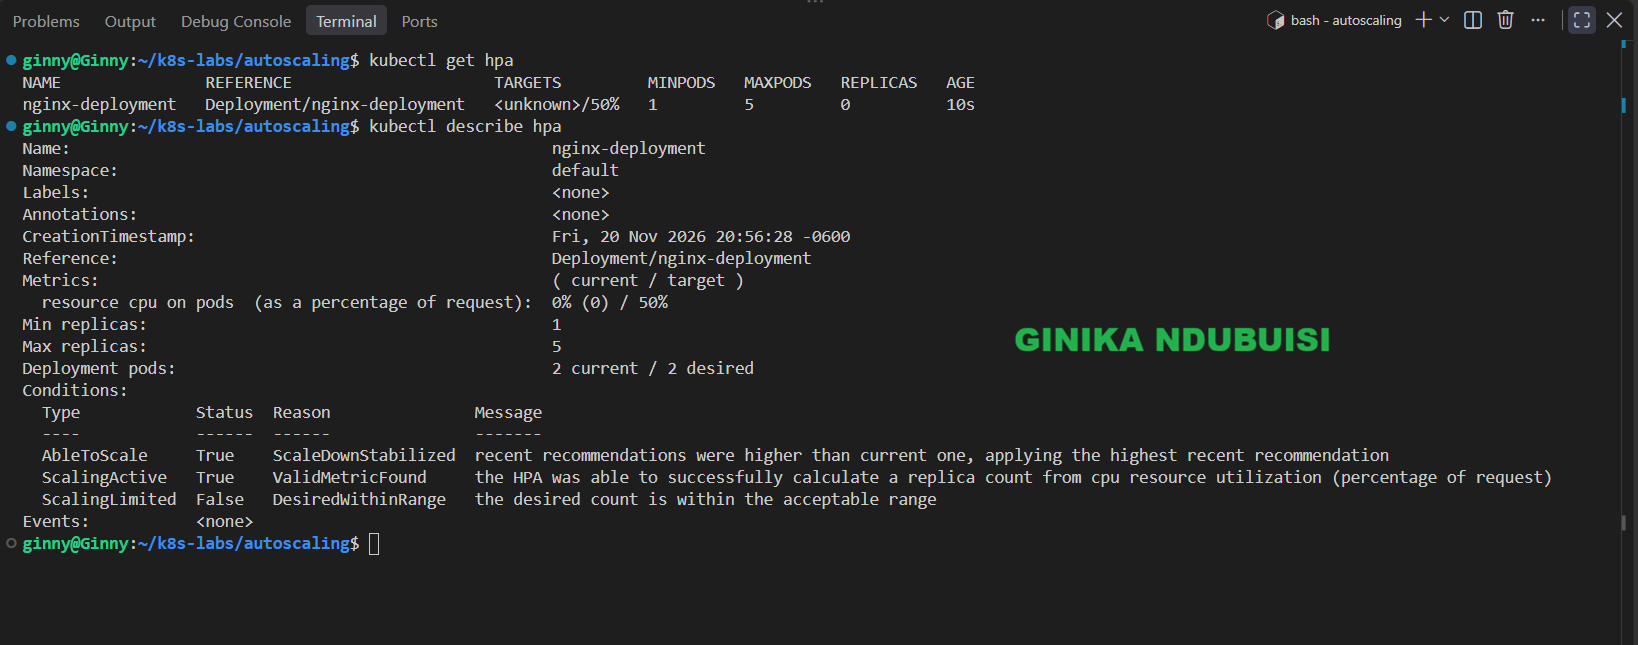 Problems Output Debug Console Terminal Ports bash - autoscaling
ginny@Ginny:~/k8s-labs/autoscaling$ kubectl get hpa
NAME REFERENCE TARGETS MINPODS MAXPODS REPLICAS AGE
nginx-deployment Deployment/nginx-deployment <unknown>/50% 1 5 0 10s
ginny@Ginny:~/k8s-labs/autoscaling$ kubectl describe hpa
Name: nginx-deployment
Namespace: default
Labels: <none>
Annotations: <none>
CreationTimestamp: Fri, 20 Nov 2026 20:56:28 -0600
Reference: Deployment/nginx-deployment
Metrics: ( current / target )
resource cpu on pods (as a percentage of request): 0% (0) / 50%
Min replicas: 1
GINIKA NDUBUISI
Max replicas: 5
Deployment pods: 2 current / 2 desired
Conditions:
Type Status Reason Message
---- ------ ------ -------
AbleToScale True ScaleDownStabilized recent recommendations were higher than current one, applying the highest recent recommendation
ScalingActive True ValidMetricFound the HPA was able to successfully calculate a replica count from cpu resource utilization (percentage of request)
ScalingLimited False DesiredWithinRange the desired count is within the acceptable range
Events: <none>
ginny@Ginny:~/k8s-labs/autoscaling$